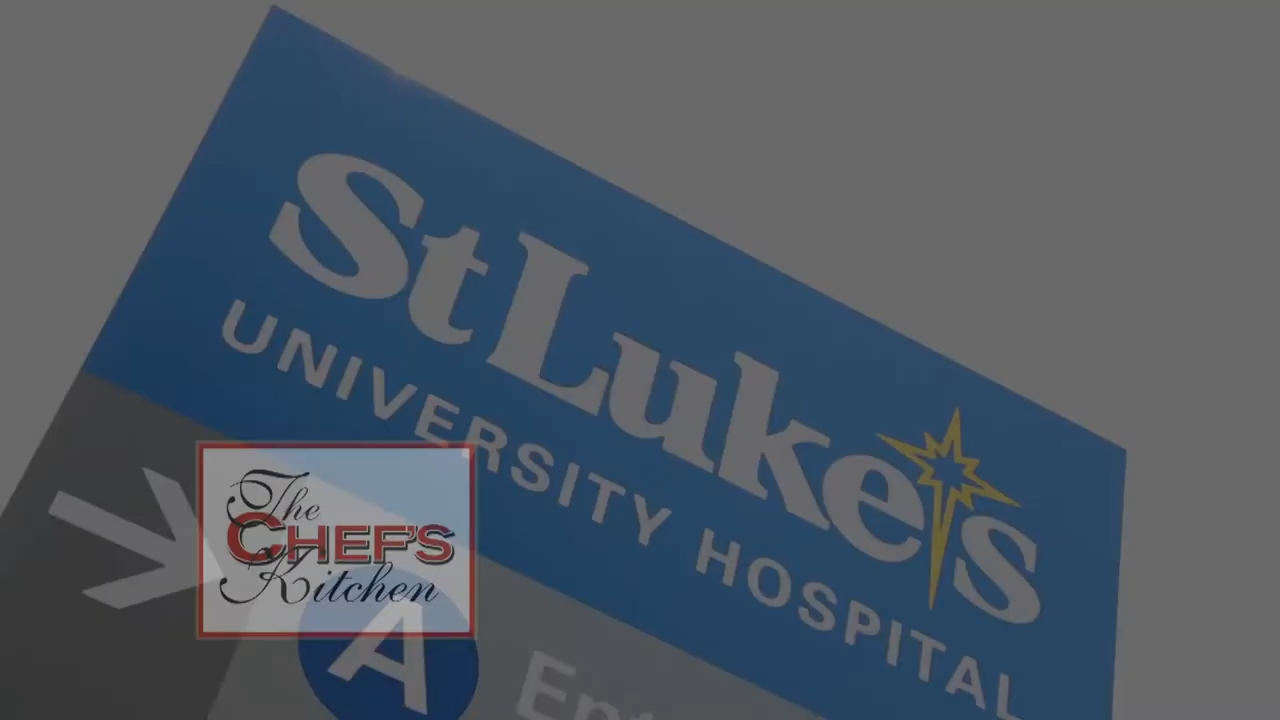 St Luke's
UNIVERSITY HOSPITAL
The
CHEF'S
Kitchen
A